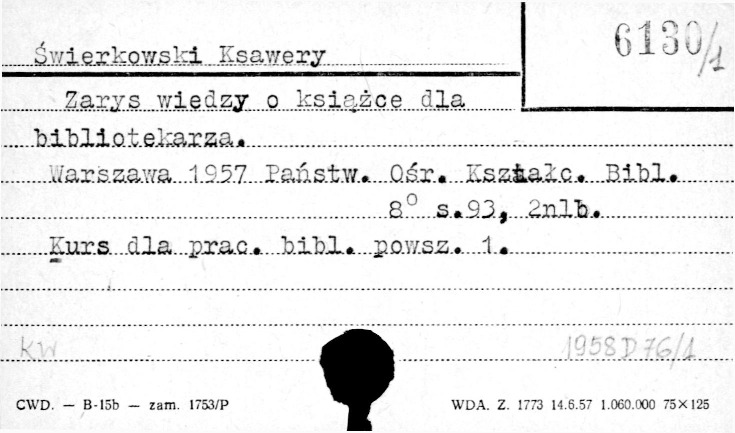 6130/1
Świerkowski Ksawery
Zarys wiedzy o książce dla
bibliotekarza.
Warszawa 1957 Państw. Ośr. Kształc. Bibl.
8° s.93, 2nlb.
Kurs dla prac. bibl. powsz. 1.
KW
1958 D 76/1
CWD. — B-15b — zam. 1753/P
WDA. Z. 1773 14.6.57 1.060.000 75×125